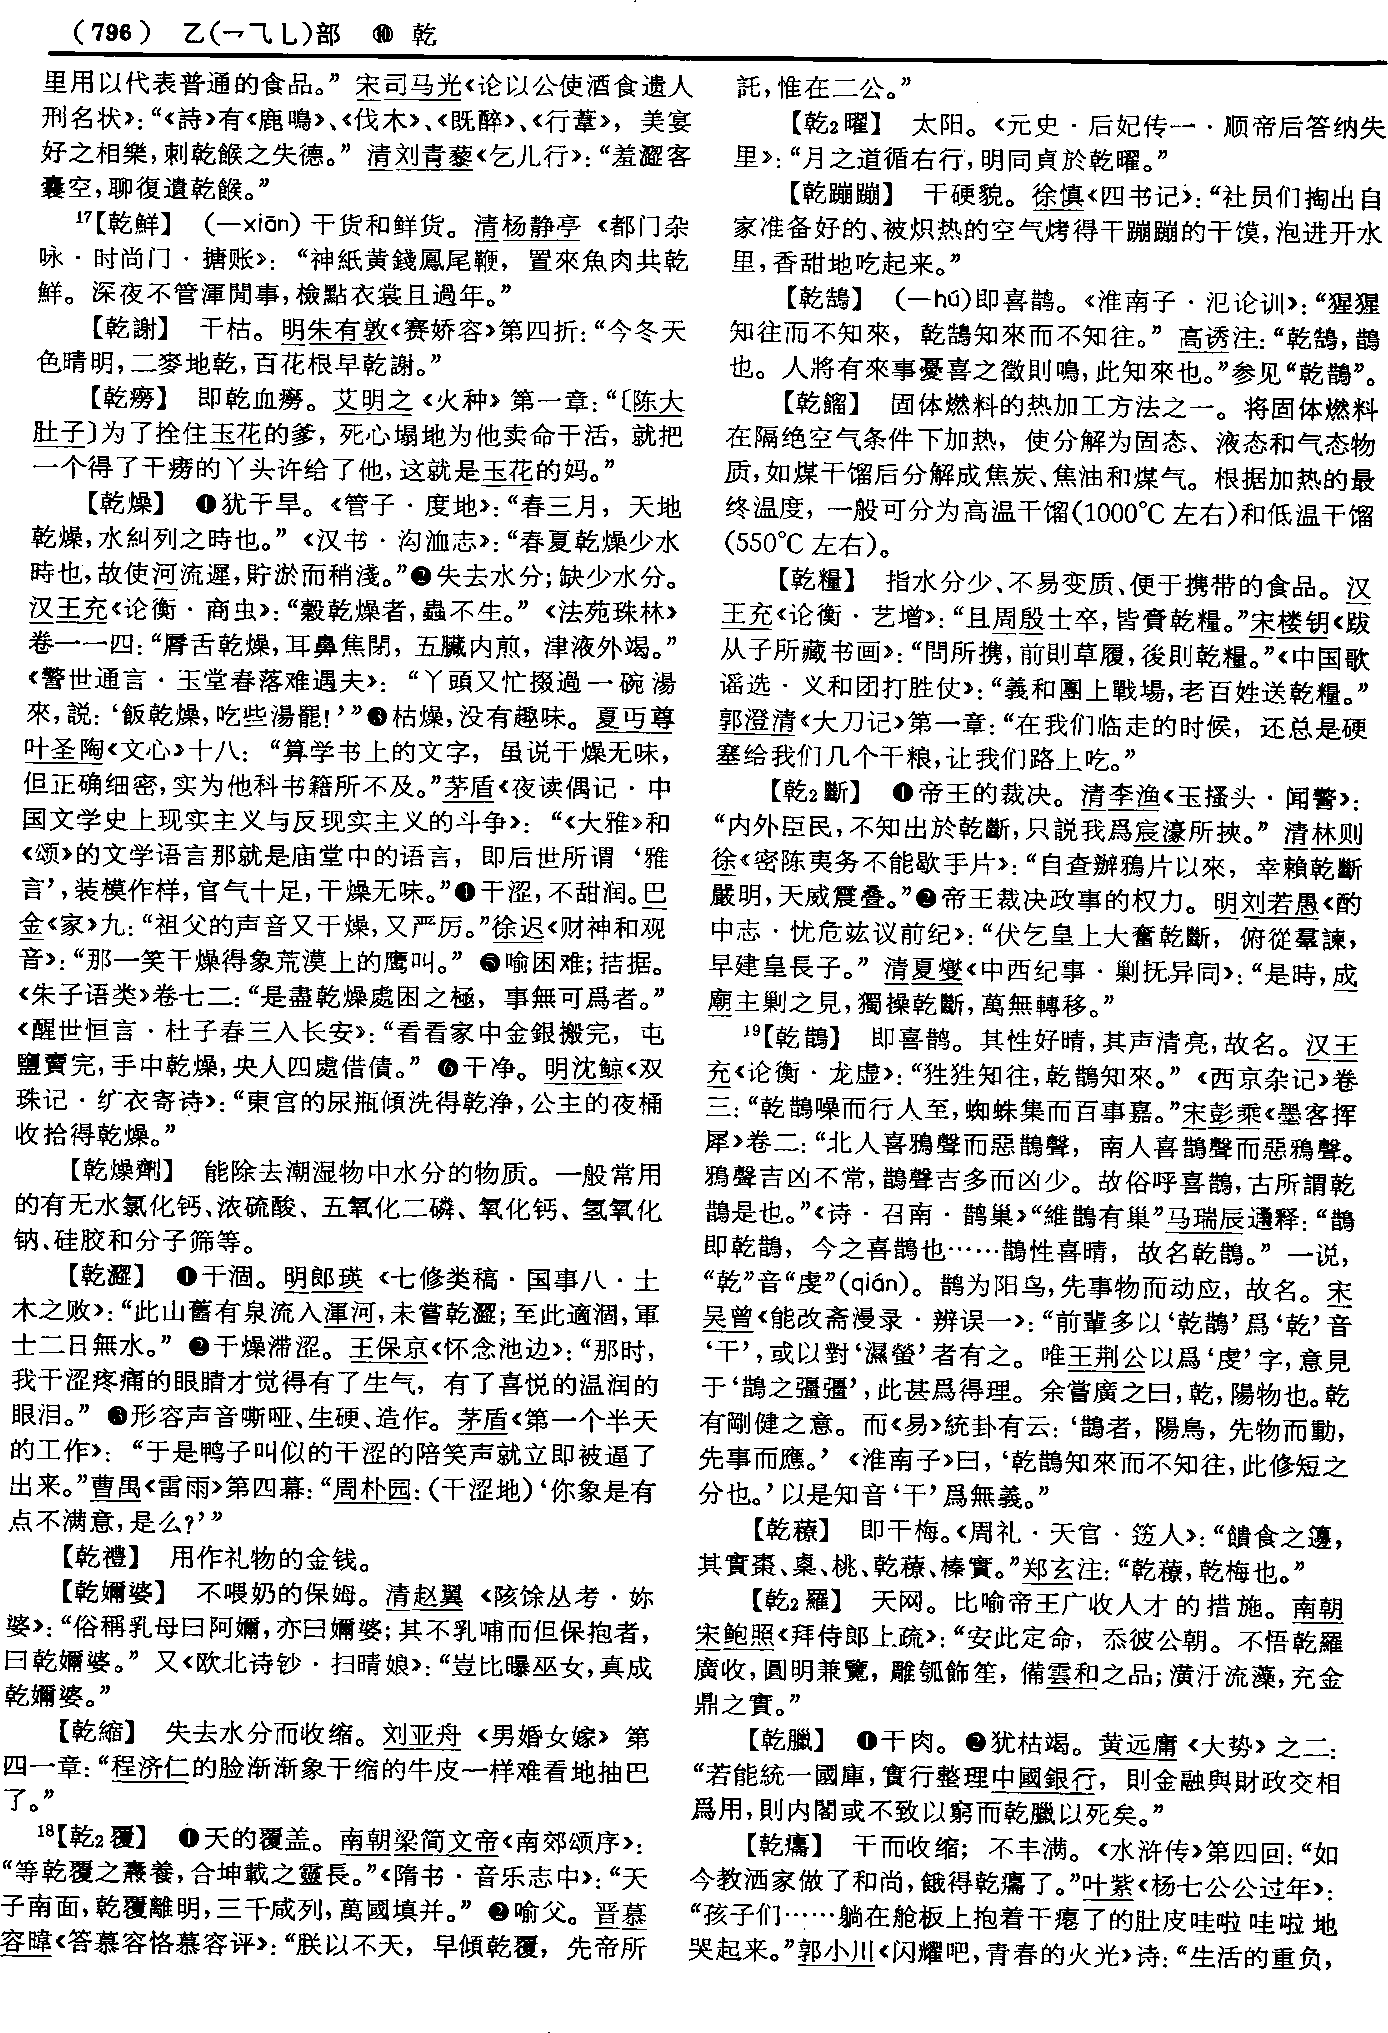 （796） 乙(㇀⺄乚)部 ⑩ 乾
里用以代表普通的食品。”宋司马光《论以公使酒食遗人
刑名状》：“《詩》有《鹿鳴》、《伐木》、《既醉》、《行葦》，美宴
好之相樂，刺乾餱之失德。”清刘青藜《乞儿行》：“羞澀客
囊空，聊復遺乾餱。”
¹⁷【乾鮮】 (—xiān)干货和鲜货。清杨静亭《都门杂
咏·时尚门·搪账》：“神紙黄錢鳳尾鞭，置來魚肉共乾
鮮。深夜不管渾閒事，檢點衣裳且過年。”
【乾謝】 干枯。明朱有敦《赛娇容》第四折：“今冬天
色晴明，二麥地乾，百花根早乾謝。”
【乾癆】 即乾血癆。艾明之《火种》第一章：“〔陈大
肚子〕为了拴住玉花的爹，死心塌地为他卖命干活，就把
一个得了干痨的丫头许给了他，这就是玉花的妈。”
【乾燥】 ❶犹干旱。《管子·度地》：“春三月，天地
乾燥，水糾列之時也。”《汉书·沟洫志》：“春夏乾燥少水
時也，故使河流遲，貯淤而稍淺。”❷失去水分；缺少水分。
汉王充《论衡·商虫》：“穀乾燥者，蟲不生。”《法苑珠林》
卷一一四：“脣舌乾燥，耳鼻焦閉，五臟内煎，津液外竭。”
《警世通言·玉堂春落难遇夫》：“丫頭又忙掇過一碗湯
來，説：‘飯乾燥，吃些湯罷！’”❸枯燥，没有趣味。夏丏尊
叶圣陶《文心》十八：“算学书上的文字，虽说干燥无味，
但正确细密，实为他科书籍所不及。”茅盾《夜读偶记·中
国文学史上现实主义与反现实主义的斗争》：“《大雅》和
《颂》的文学语言那就是庙堂中的语言，即后世所谓‘雅
言’，装模作样，官气十足，干燥无味。”❹干涩，不甜润。巴
金《家》九：“祖父的声音又干燥，又严厉。”徐迟《财神和观
音》：“那一笑干燥得象荒漠上的鹰叫。”❺喻困难；拮据。
《朱子语类》卷七二：“是盡乾燥處困之極，事無可爲者。”
《醒世恒言·杜子春三入长安》：“看看家中金銀搬完，屯
鹽賣完，手中乾燥，央人四處借債。”❻干净。明沈鲸《双
珠记·纩衣寄诗》：“東宫的尿瓶傾洗得乾净，公主的夜桶
收拾得乾燥。”
【乾燥劑】 能除去潮湿物中水分的物质。一般常用
的有无水氯化钙、浓硫酸、五氧化二磷、氧化钙、氢氧化
钠、硅胶和分子筛等。
【乾澀】 ❶干涸。明郎瑛《七修类稿·国事八·土
木之败》：“此山舊有泉流入渾河，未嘗乾澀；至此適涸，軍
士二日無水。”❷干燥滞涩。王保京《怀念池边》：“那时，
我干涩疼痛的眼睛才觉得有了生气，有了喜悦的温润的
眼泪。”❸形容声音嘶哑、生硬、造作。茅盾《第一个半天
的工作》：“于是鸭子叫似的干涩的陪笑声就立即被逼了
出来。”曹禺《雷雨》第四幕：“周朴园：(干涩地)‘你象是有
点不满意，是么？’”
【乾禮】 用作礼物的金钱。
【乾嬭婆】 不喂奶的保姆。清赵翼《陔馀丛考·妳
婆》：“俗稱乳母曰阿嬭，亦曰嬭婆；其不乳哺而但保抱者，
曰乾嬭婆。”又《欧北诗钞·扫晴娘》：“豈比曝巫女，真成
乾嬭婆。”
【乾縮】 失去水分而收缩。刘亚舟《男婚女嫁》第
四一章：“程济仁的脸渐渐象干缩的牛皮一样难看地抽巴
了。”
¹⁸【乾₂覆】 ❶天的覆盖。南朝梁简文帝《南郊颂序》：
“等乾覆之燾養，合坤載之靈長。”《隋书·音乐志中》：“天
子南面，乾覆離明，三千咸列，萬國填并。”❷喻父。晋慕
容暐《答慕容恪慕容评》：“朕以不天，早傾乾覆，先帝所
託，惟在二公。”
【乾₂曜】 太阳。《元史·后妃传一·顺帝后答纳失
里》：“月之道循右行，明同貞於乾曜。”
【乾蹦蹦】 干硬貌。徐慎《四书记》：“社员们掏出自
家准备好的、被炽热的空气烤得干蹦蹦的干馍，泡进开水
里，香甜地吃起来。”
【乾鵠】 (—hú)即喜鹊。《淮南子·氾论训》：“猩猩
知往而不知來，乾鵠知來而不知往。”高诱注：“乾鵠，鵲
也。人將有來事憂喜之徵則鳴，此知來也。”参见“乾鵲”。
【乾餾】 固体燃料的热加工方法之一。将固体燃料
在隔绝空气条件下加热，使分解为固态、液态和气态物
质，如煤干馏后分解成焦炭、焦油和煤气。根据加热的最
终温度，一般可分为高温干馏(1000℃左右)和低温干馏
(550℃左右)。
【乾糧】 指水分少、不易变质、便于携带的食品。汉
王充《论衡·艺增》：“且周殷士卒，皆賫乾糧。”宋楼钥《跋
从子所藏书画》：“問所携，前則草履，後則乾糧。”《中国歌
谣选·义和团打胜仗》：“義和團上戰場，老百姓送乾糧。”
郭澄清《大刀记》第一章：“在我们临走的时候，还总是硬
塞给我们几个干粮，让我们路上吃。”
【乾₂斷】 ❶帝王的裁决。清李渔《玉搔头·闻警》：
“内外臣民，不知出於乾斷，只説我爲宸濠所挾。”清林则
徐《密陈夷务不能歇手片》：“自查辦鴉片以來，幸賴乾斷
嚴明，天威震叠。”❷帝王裁决政事的权力。明刘若愚《酌
中志·忧危竑议前纪》：“伏乞皇上大奮乾斷，俯從羣諫，
早建皇長子。”清夏燮《中西纪事·剿抚异同》：“是時，成
廟主剿之見，獨操乾斷，萬無轉移。”
¹⁹【乾鵲】 即喜鹊。其性好晴，其声清亮，故名。汉王
充《论衡·龙虚》：“狌狌知往，乾鵲知來。”《西京杂记》卷
三：“乾鵲噪而行人至，蜘蛛集而百事嘉。”宋彭乘《墨客挥
犀》卷二：“北人喜鴉聲而惡鵲聲，南人喜鵲聲而惡鴉聲。
鴉聲吉凶不常，鵲聲吉多而凶少。故俗呼喜鵲，古所謂乾
鵲是也。”《诗·召南·鹊巢》“維鵲有巢”马瑞辰通释：“鵲
即乾鵲，今之喜鵲也……鵲性喜晴，故名乾鵲。”一说，
“乾”音“虔”(qián)。鹊为阳鸟，先事物而动应，故名。宋
吴曾《能改斋漫录·辨误一》：“前輩多以‘乾鵲’爲‘乾’音
‘干’，或以對‘濕螢’者有之。唯王荆公以爲‘虔’字，意見
于‘鵲之彊彊’，此甚爲得理。余嘗廣之曰，乾，陽物也。乾
有剛健之意。而《易》統卦有云：‘鵲者，陽鳥，先物而動，
先事而應。’《淮南子》曰，‘乾鵲知來而不知往，此修短之
分也。’以是知音‘干’爲無義。”
【乾䕩】 即干梅。《周礼·天官·笾人》：“饋食之籩，
其實棗、㮚、桃、乾䕩、榛實。”郑玄注：“乾䕩，乾梅也。”
【乾₂羅】 天网。比喻帝王广收人才的措施。南朝
宋鲍照《拜侍郎上疏》：“安此定命，忝彼公朝。不悟乾羅
廣收，圓明兼覽，雕瓠飾笙，備雲和之品；潢汙流藻，充金
鼎之實。”
【乾臘】 ❶干肉。❷犹枯竭。黄远庸《大势》之二：
“若能統一國庫，實行整理中國銀行，則金融與財政交相
爲用，則内閣或不致以窮而乾臘以死矣。”
【乾癟】 干而收缩；不丰满。《水浒传》第四回：“如
今教洒家做了和尚，餓得乾癟了。”叶紫《杨七公公过年》：
“孩子们……躺在舱板上抱着干瘪了的肚皮哇啦哇啦地
哭起来。”郭小川《闪耀吧，青春的火光》诗：“生活的重负，